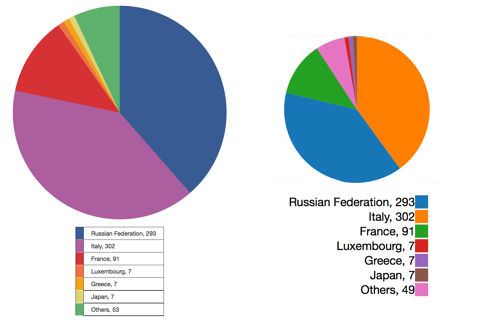 Russian Federation, 293
Italy, 302
France, 91
Luxembourg, 7
Greece, 7
Japan, 7
Others, 53
Russian Federation, 293
Italy, 302
France, 91
Luxembourg, 7
Greece, 7
Japan, 7
Others, 49